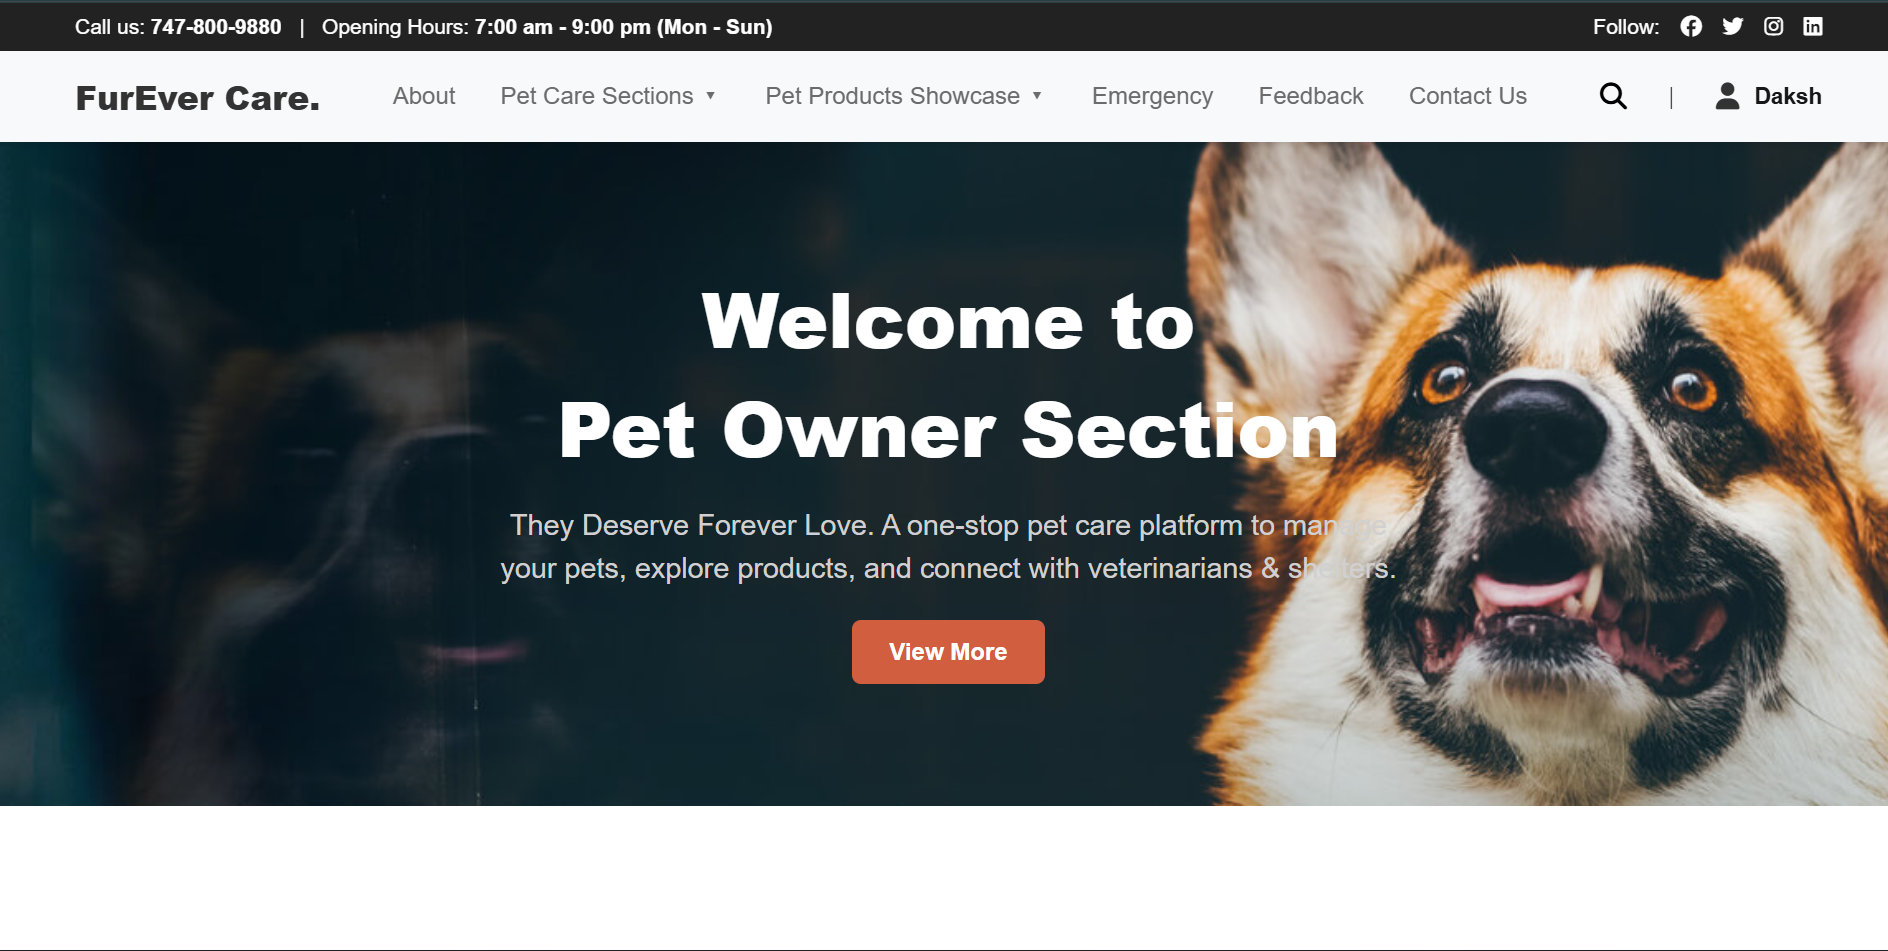 Call us: 747-800-9880 | Opening Hours: 7:00 am - 9:00 pm (Mon - Sun) Follow:
FurEver Care. About Pet Care Sections ▼ Pet Products Showcase ▼ Emergency Feedback Contact Us | Daksh
Welcome to
Pet Owner Section
They Deserve Forever Love. A one-stop pet care platform to manage
your pets, explore products, and connect with veterinarians & shelters.
View More